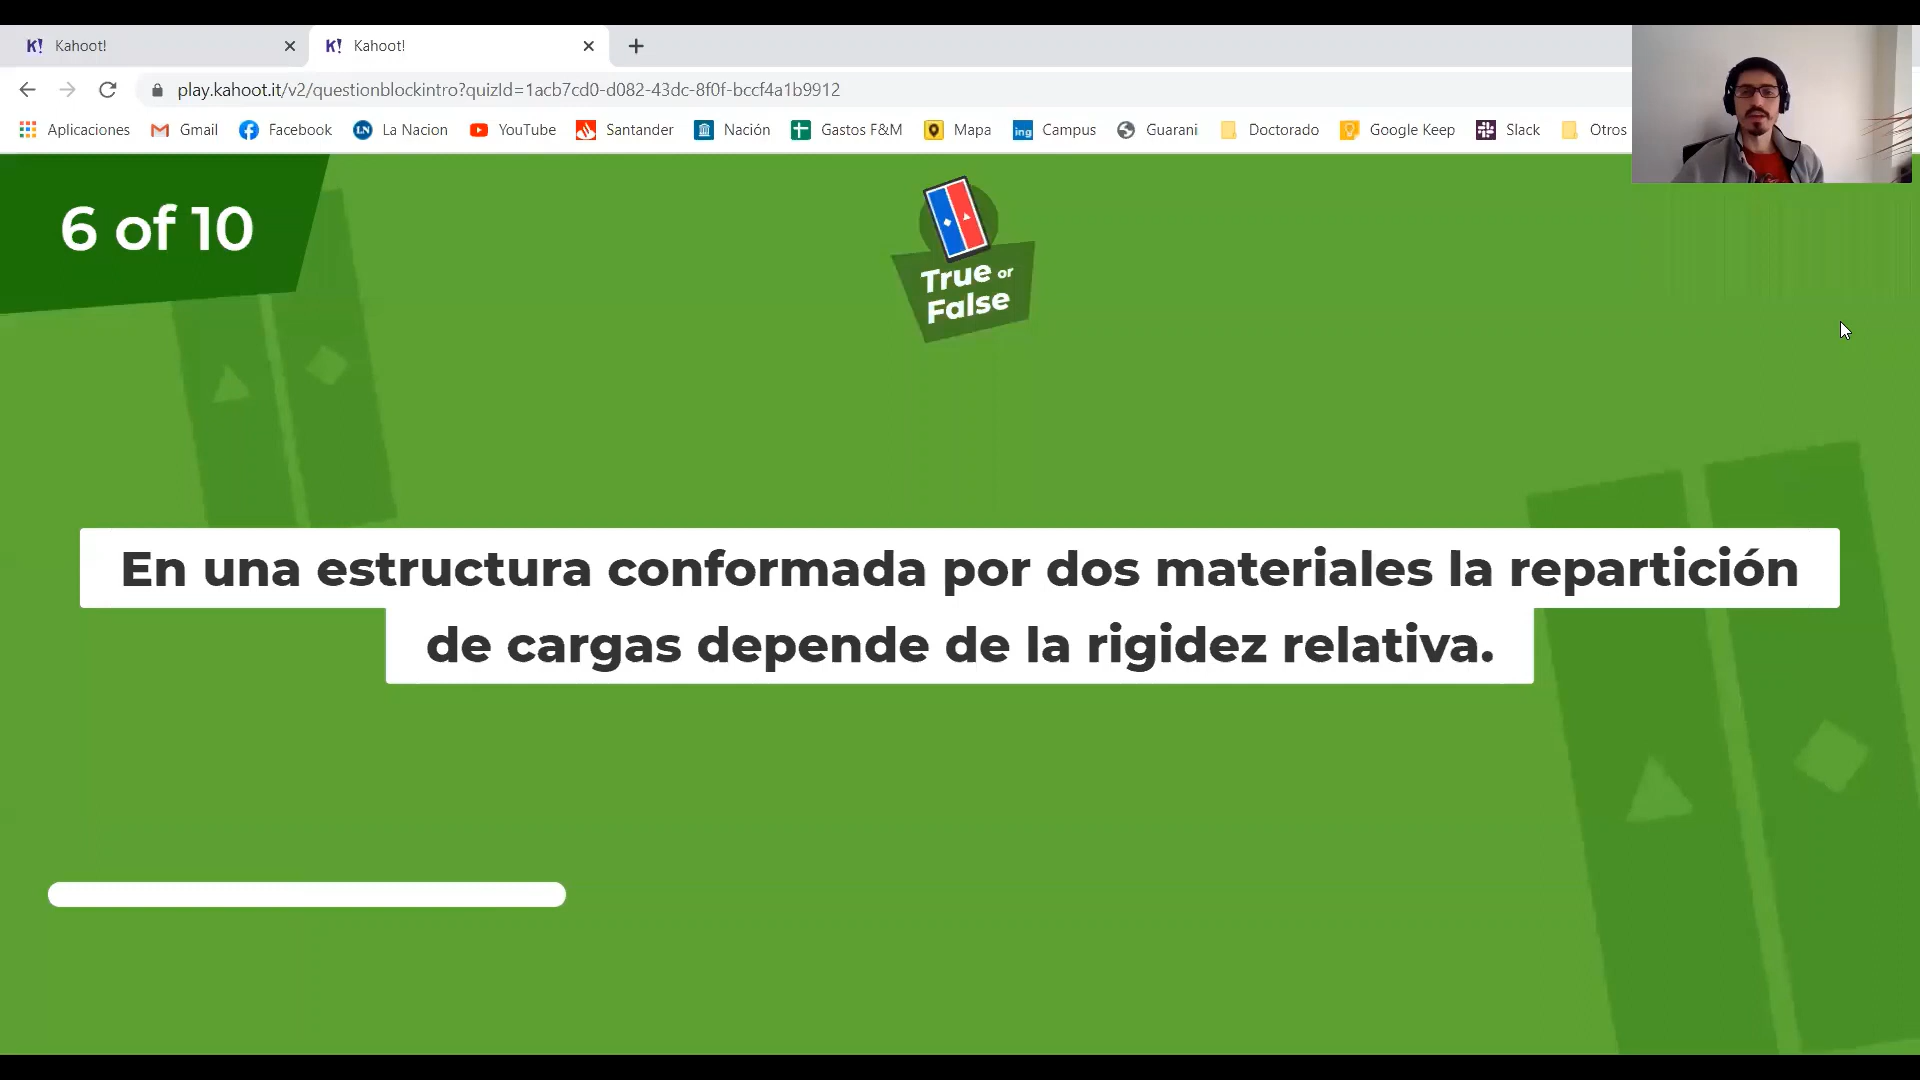 Kahoot!
Kahoot!
play.kahoot.it/v2/questionblockintro?quizId=1acb7cd0-d082-43dc-8f0f-bccf4a1b9912
Aplicaciones Gmail Facebook La Nacion YouTube Santander Nación Gastos F&M Mapa Campus Guarani Doctorado Google Keep Slack Otros
6 of 10
True or
False
En una estructura conformada por dos materiales la repartición
de cargas depende de la rigidez relativa.